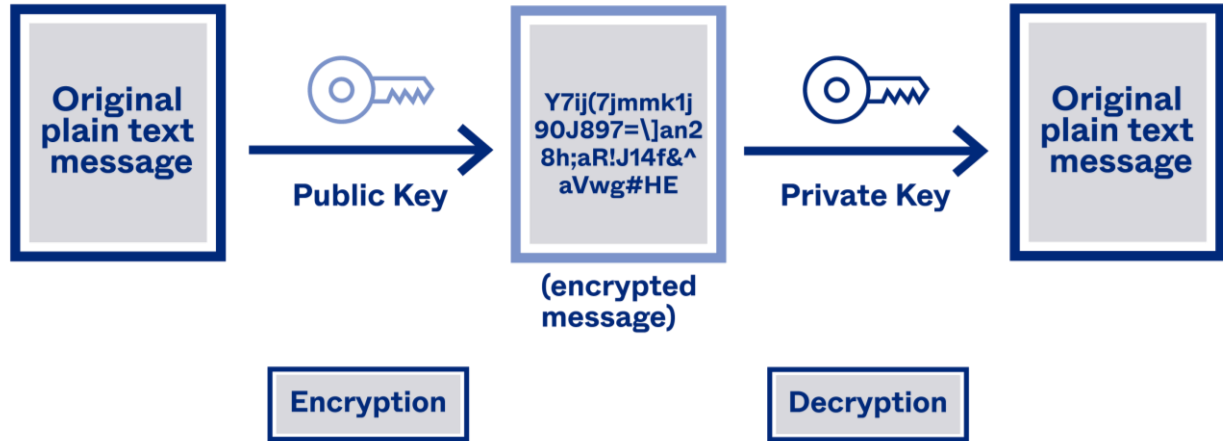 Original
plain text
message
Public Key
Y7ij(7jmmk1j
90J897=\]an2
8h;aR!J14f&^
aVwg#HE
(encrypted
message)
Private Key
Original
plain text
message
Encryption
Decryption